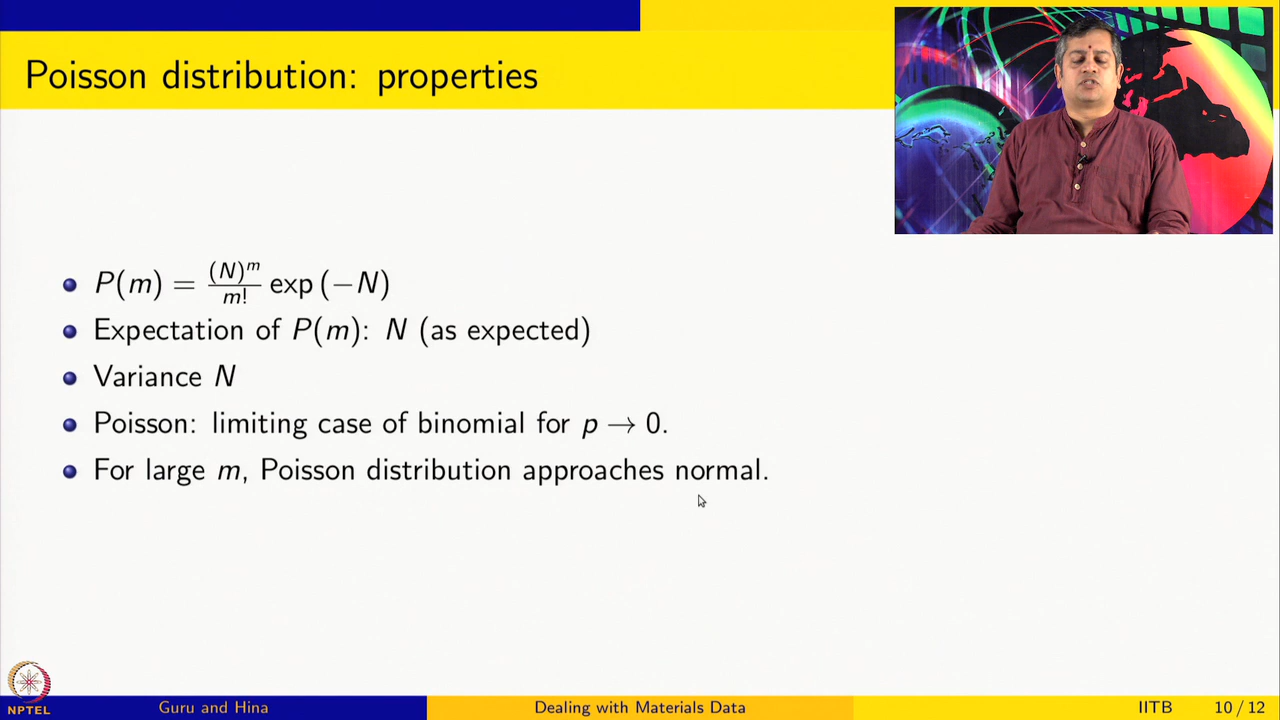 Poisson distribution: properties
P(m) = (N)^m / m! exp (−N)
Expectation of P(m): N (as expected)
Variance N
Poisson: limiting case of binomial for p → 0.
For large m, Poisson distribution approaches normal.
NPTEL
Guru and Hina
Dealing with Materials Data
IITB
10 / 12